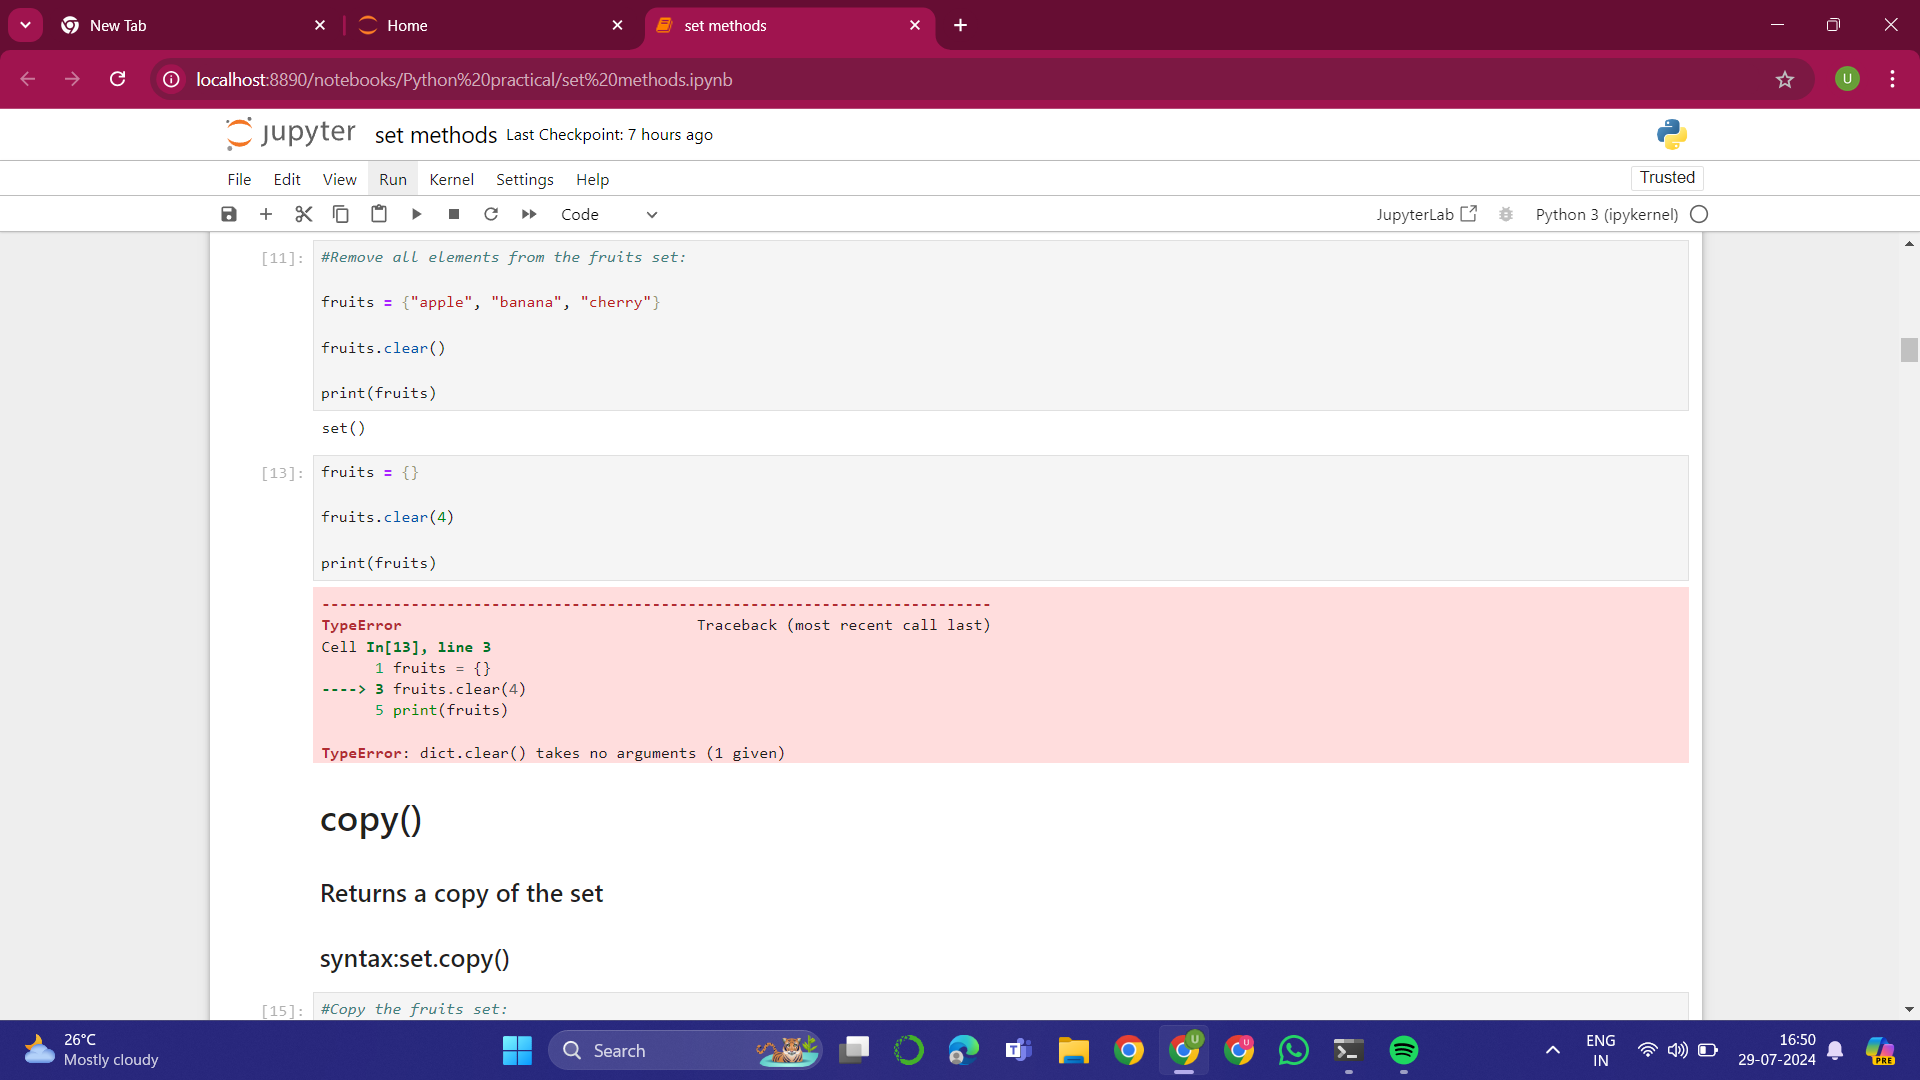 New Tab
Home
set methods
localhost:8890/notebooks/Python%20practical/set%20methods.ipynb
U
jupyter set methods Last Checkpoint: 7 hours ago
File Edit View Run Kernel Settings Help
Trusted
Code
JupyterLab
Python 3 (ipykernel)
[11]: #Remove all elements from the fruits set:
fruits = {"apple", "banana", "cherry"}
fruits.clear()
print(fruits)
set()
[13]: fruits = {}
fruits.clear(4)
print(fruits)
---------------------------------------------------------------------------
TypeError Traceback (most recent call last)
Cell In[13], line 3
1 fruits = {}
----> 3 fruits.clear(4)
5 print(fruits)
TypeError: dict.clear() takes no arguments (1 given)
copy()
Returns a copy of the set
syntax:set.copy()
[15]: #Copy the fruits set:
26°C
Mostly cloudy
Search
U
U
ENG
IN
16:50
29-07-2024
PRE